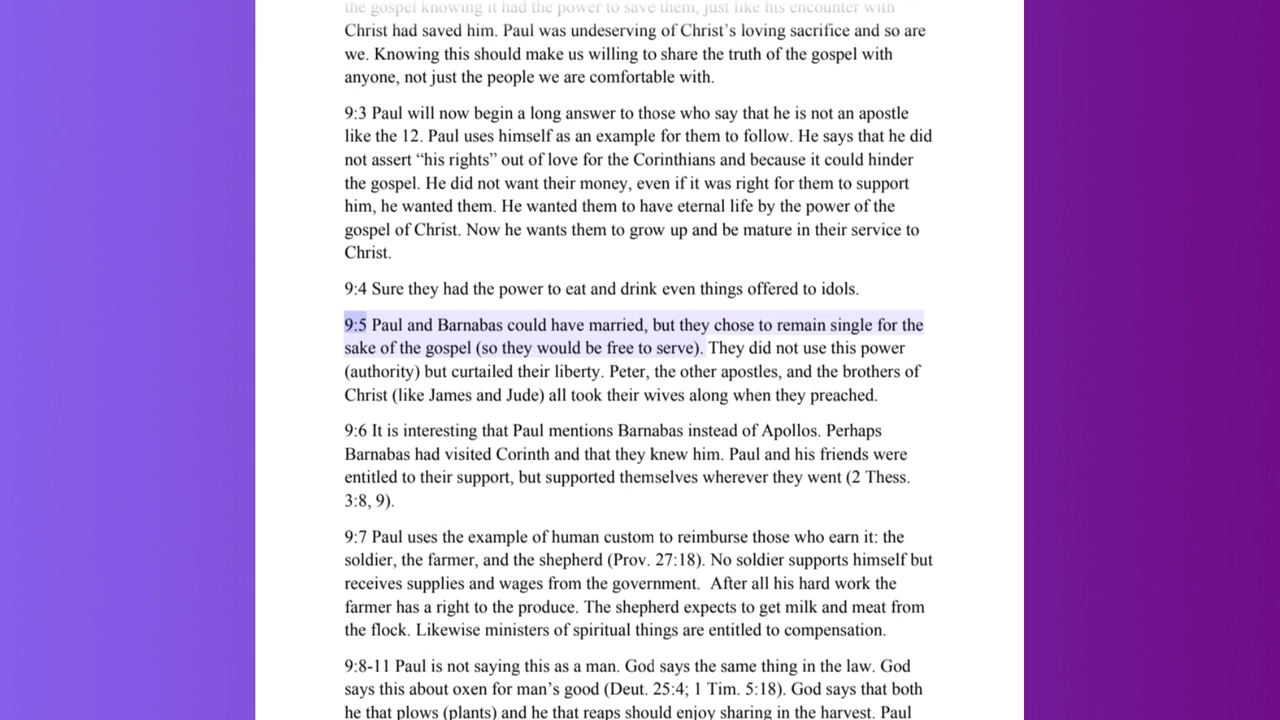 the gospel knowing it had the power to save them, just like his encounter with
Christ had saved him. Paul was undeserving of Christ’s loving sacrifice and so are
we. Knowing this should make us willing to share the truth of the gospel with
anyone, not just the people we are comfortable with.
9:3 Paul will now begin a long answer to those who say that he is not an apostle
like the 12. Paul uses himself as an example for them to follow. He says that he did
not assert “his rights” out of love for the Corinthians and because it could hinder
the gospel. He did not want their money, even if it was right for them to support
him, he wanted them. He wanted them to have eternal life by the power of the
gospel of Christ. Now he wants them to grow up and be mature in their service to
Christ.
9:4 Sure they had the power to eat and drink even things offered to idols.
9:5 Paul and Barnabas could have married, but they chose to remain single for the
sake of the gospel (so they would be free to serve). They did not use this power
(authority) but curtailed their liberty. Peter, the other apostles, and the brothers of
Christ (like James and Jude) all took their wives along when they preached.
9:6 It is interesting that Paul mentions Barnabas instead of Apollos. Perhaps
Barnabas had visited Corinth and that they knew him. Paul and his friends were
entitled to their support, but supported themselves wherever they went (2 Thess.
3:8, 9).
9:7 Paul uses the example of human custom to reimburse those who earn it: the
soldier, the farmer, and the shepherd (Prov. 27:18). No soldier supports himself but
receives supplies and wages from the government.  After all his hard work the
farmer has a right to the produce. The shepherd expects to get milk and meat from
the flock. Likewise ministers of spiritual things are entitled to compensation.
9:8-11 Paul is not saying this as a man. God says the same thing in the law. God
says this about oxen for man’s good (Deut. 25:4; 1 Tim. 5:18). God says that both
he that plows (plants) and he that reaps should enjoy sharing in the harvest. Paul